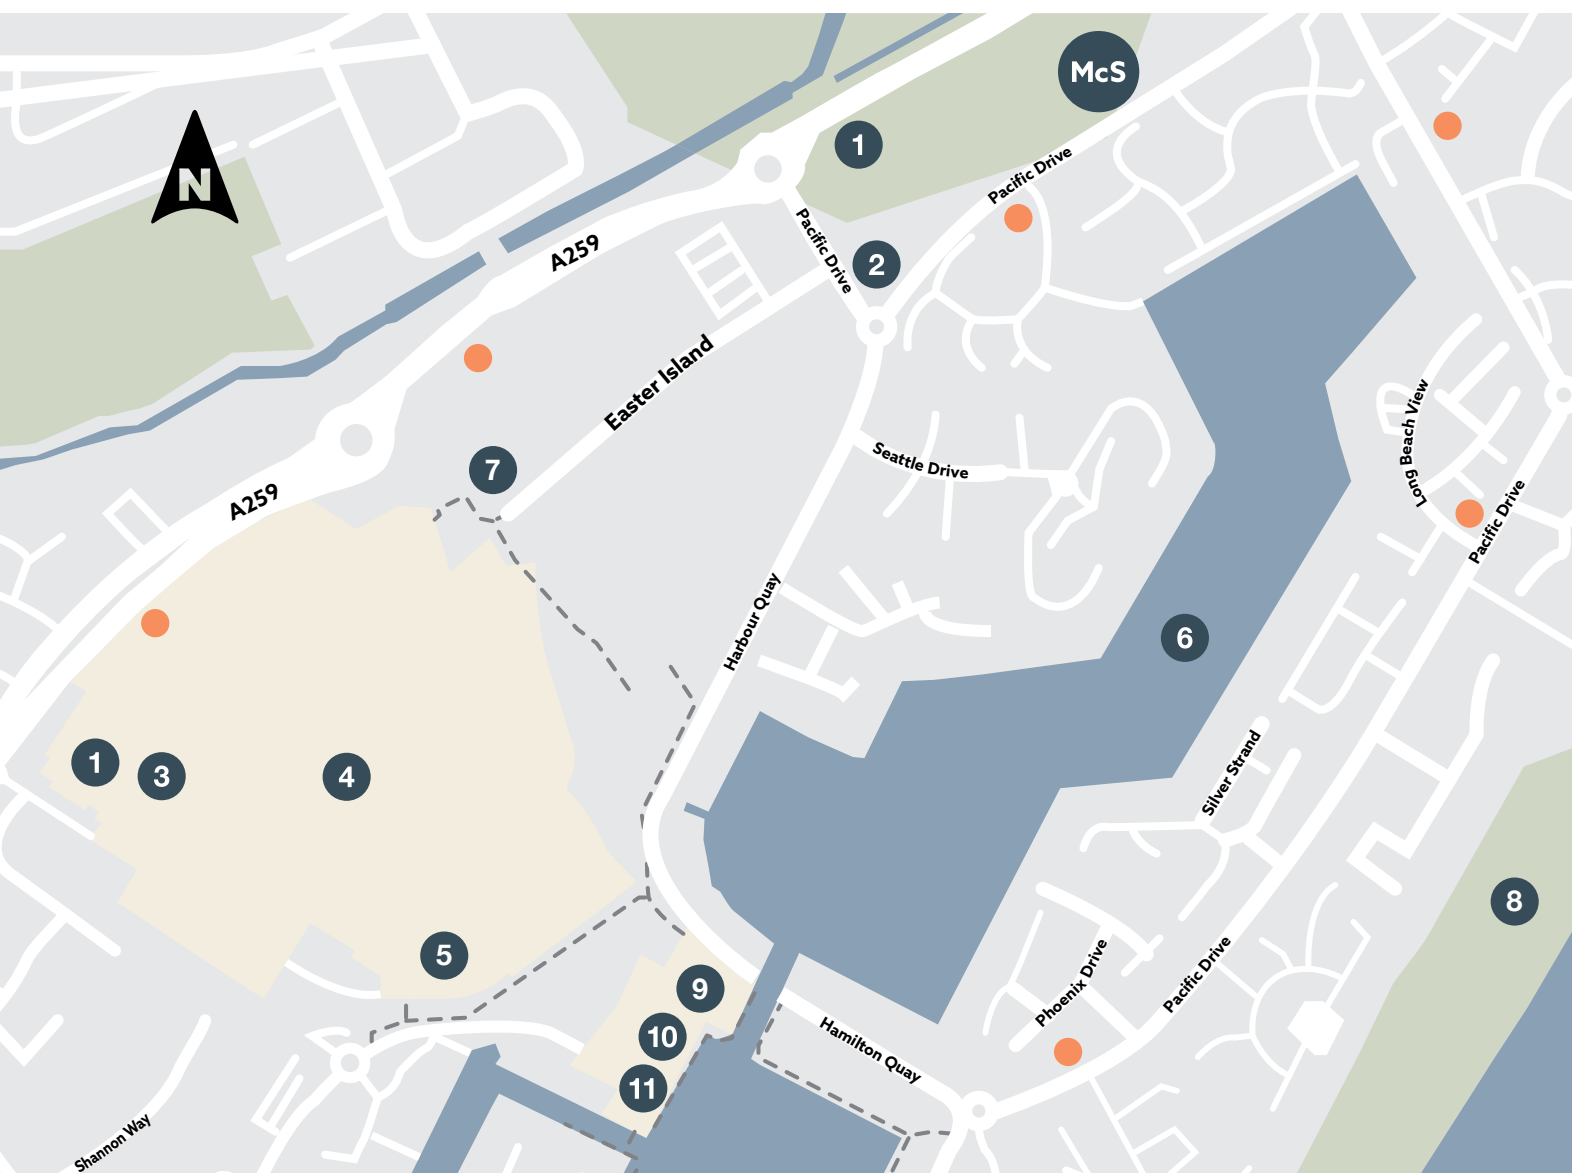 McS
1
Pacific Drive
N
Pacific Drive
A259
2
Easter Island
Long Beach View
Seattle Drive
7
A259
Pacific Drive
Harbour Quay
6
Silver Strand
1
3
4
8
5
Pacific Drive
Phoenix Drive
9
10
Hamilton Quay
11
Shannon Way